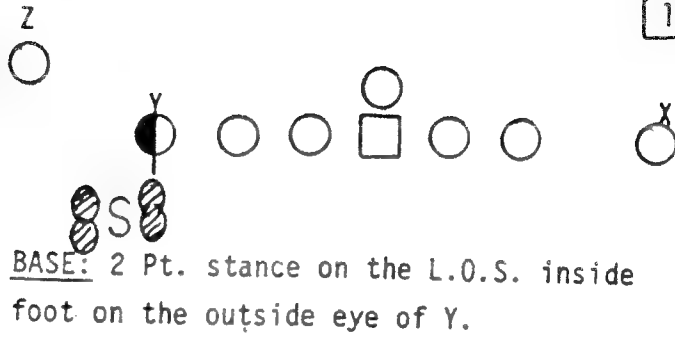 Z
1
Y
X
S
BASE: 2 Pt. stance on the L.O.S. inside
foot on the outside eye of Y.